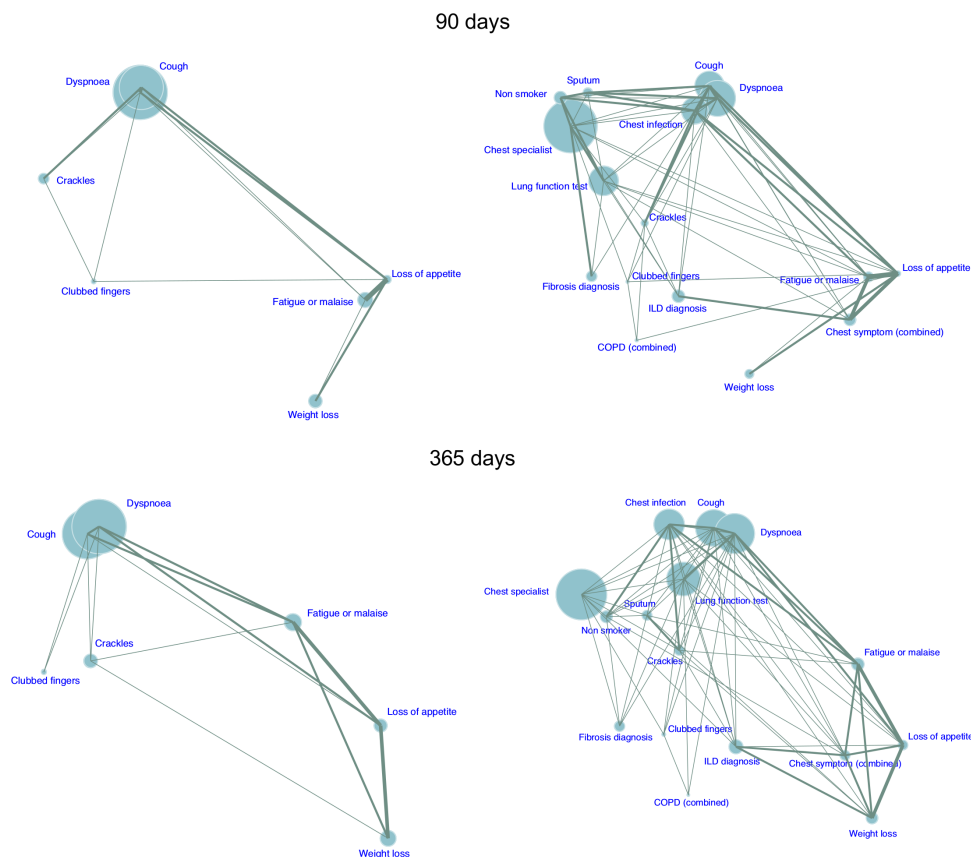 90 days
Cough
Dyspnoea
Crackles
Clubbed fingers
Loss of appetite
Fatigue or malaise
Weight loss
Cough
Sputum
Dyspnoea
Non smoker
Chest infection
Chest specialist
Lung function test
Crackles
Loss of appetite
Clubbed fingers
Fatigue or malaise
Fibrosis diagnosis
ILD diagnosis
Chest symptom (combined)
COPD (combined)
Weight loss
365 days
Dyspnoea
Cough
Fatigue or malaise
Crackles
Clubbed fingers
Loss of appetite
Weight loss
Chest infection
Cough
Dyspnoea
Chest specialist
Lung function test
Sputum
Non smoker
Crackles
Fatigue or malaise
Clubbed fingers
Fibrosis diagnosis
Loss of appetite
ILD diagnosis
Chest symptom (combined)
COPD (combined)
Weight loss